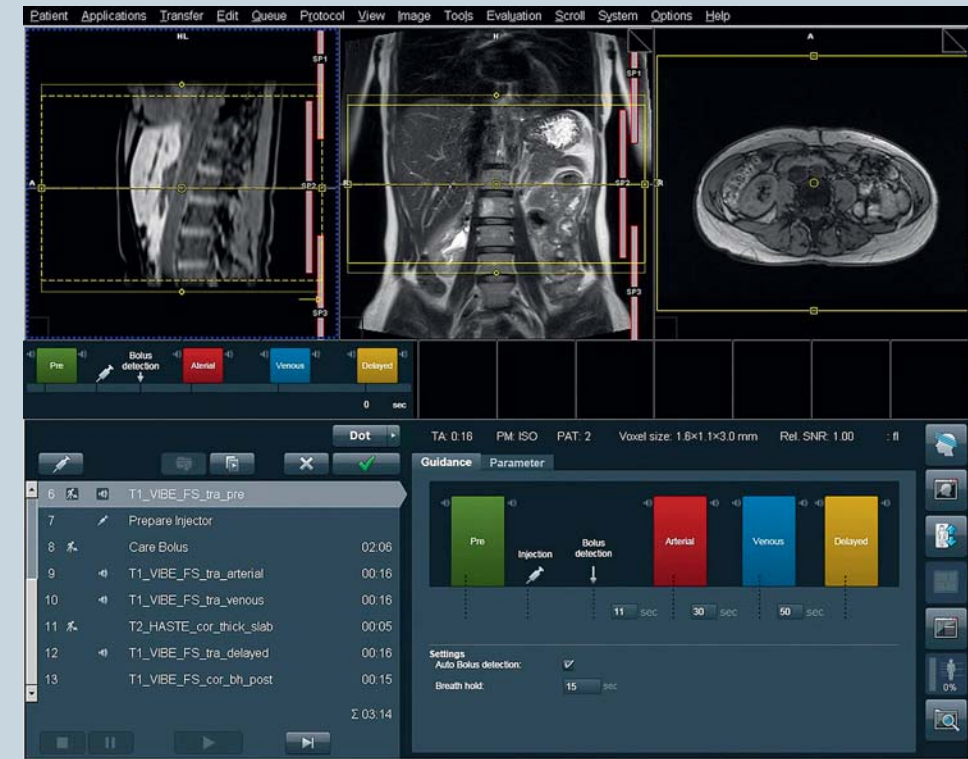 Patient Applications Transfer Edit Queue Protocol View Image Tools Evaluation Scroll System Options Help
HL
H
A
SP1
SP1
A
SP2
R
SP2
R
SP3
SP3
Pre
Bolus detection
Aterial
Venous
Delayed
0 sec
Dot
TA: 0:16 PM: ISO PAT: 2 Voxel size: 1.6×1.1×3.0 mm Rel. SNR: 1.00 : fl
Guidance Parameter
6 T1_VIBE_FS_tra_pre
7 Prepare Injector
8 Care Bolus 02:06
9 T1_VIBE_FS_tra_arterial 00:16
10 T1_VIBE_FS_tra_venous 00:16
11 T2_HASTE_cor_thick_slab 00:05
12 T1_VIBE_FS_tra_delayed 00:16
13 T1_VIBE_FS_cor_bh_post 00:15
Σ 03:14
Pre
Injection
Bolus detection
Arterial
Venous
Delayed
11 sec 30 sec 50 sec
Settings
Auto Bolus detection:
Breath hold: 15 sec
0%